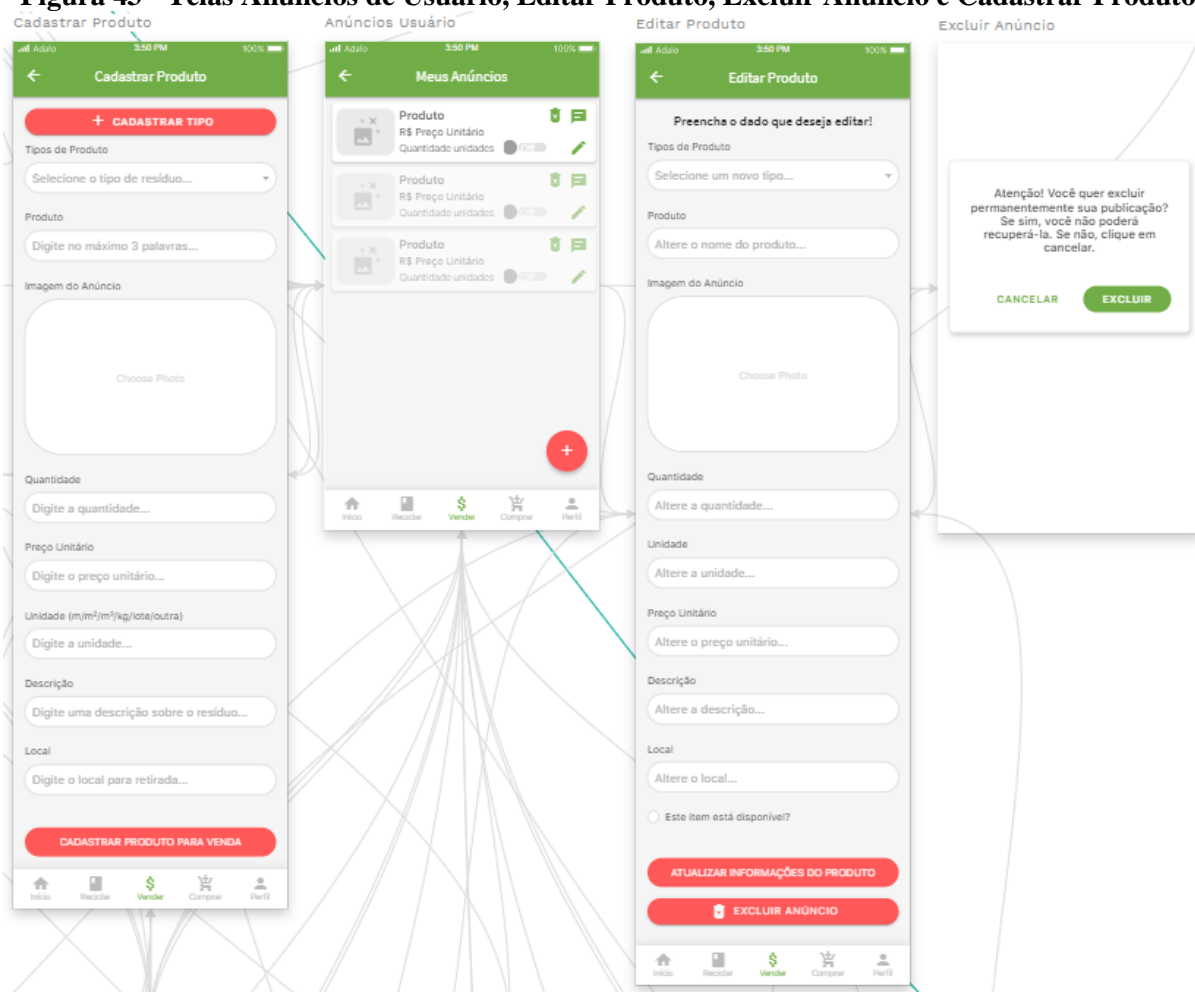 Figura 43 - Telas Anúncios de Usuário, Editar Produto, Excluir Anúncio e Cadastrar Produto
Cadastrar Produto
Adalo 3:50 PM 100%
Cadastrar Produto
+ CADASTRAR TIPO
Tipos de Produto
Selecione o tipo de resíduo...
Produto
Digite no máximo 3 palavras...
Imagem do Anúncio
Choose Photo
Quantidade
Digite a quantidade...
Preço Unitário
Digite o preço unitário...
Unidade (m/m²/m³/kg/lote/outra)
Digite a unidade...
Descrição
Digite uma descrição sobre o resíduo...
Local
Digite o local para retirada...
CADASTRAR PRODUTO PARA VENDA
Início Reciclar Vender Comprar Perfil
Anúncios Usuário
Adalo 3:50 PM 100%
Meus Anúncios
Produto
R$ Preço Unitário
Quantidade unidades Off
Produto
R$ Preço Unitário
Quantidade unidades Off
Produto
R$ Preço Unitário
Quantidade unidades Off
+
Início Reciclar Vender Comprar Perfil
Editar Produto
Adalo 3:50 PM 100%
Editar Produto
Preencha o dado que deseja editar!
Tipos de Produto
Selecione um novo tipo...
Produto
Altere o nome do produto...
Imagem do Anúncio
Choose Photo
Quantidade
Altere a quantidade...
Unidade
Altere a unidade...
Preço Unitário
Altere o preço unitário...
Descrição
Altere a descrição...
Local
Altere o local...
Este item está disponível?
ATUALIZAR INFORMAÇÕES DO PRODUTO
EXCLUIR ANÚNCIO
Início Reciclar Vender Comprar Perfil
Excluir Anúncio
Atenção! Você quer excluir
permanentemente sua publicação?
Se sim, você não poderá
recuperá-la. Se não, clique em
cancelar.
CANCELAR EXCLUIR